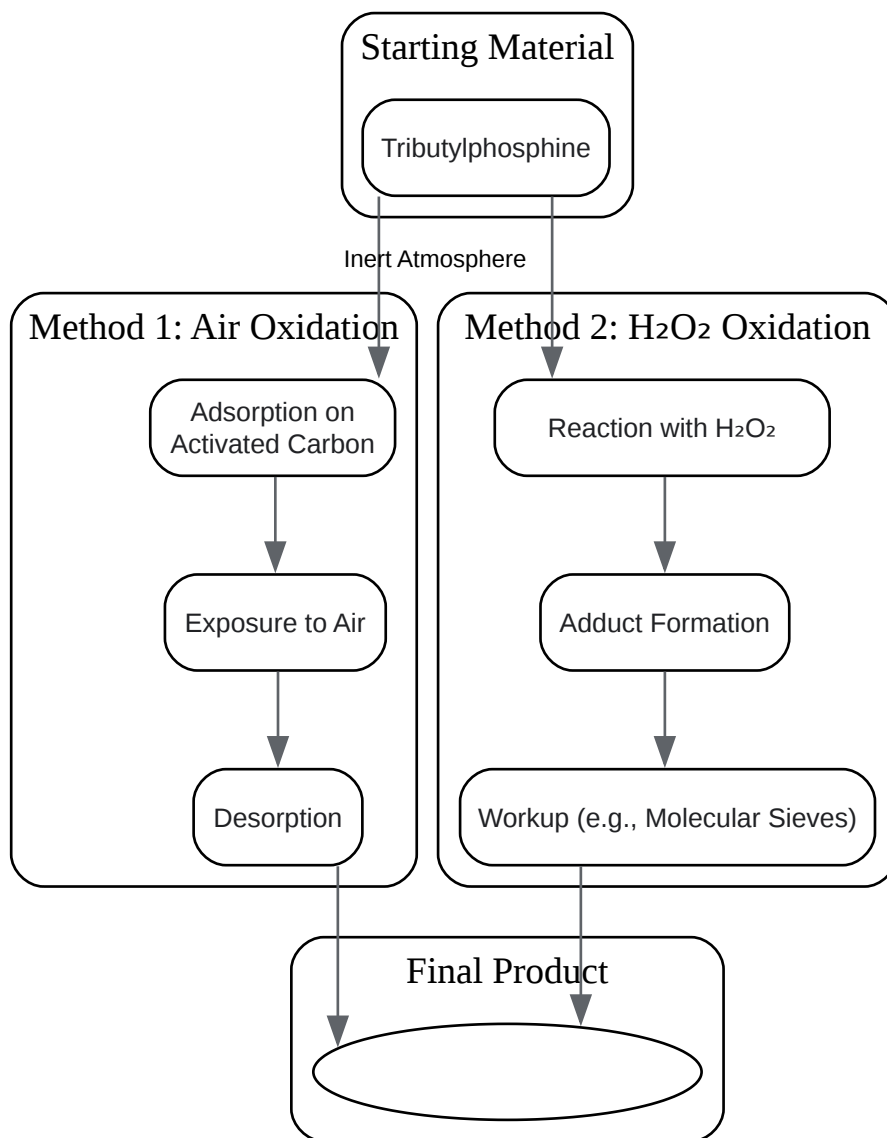 Starting Material
Tributylphosphine
Inert Atmosphere
Method 1: Air Oxidation
Adsorption on
Activated Carbon
Exposure to Air
Desorption
Method 2: H₂O₂ Oxidation
Reaction with H₂O₂
Adduct Formation
Workup (e.g., Molecular Sieves)
Final Product